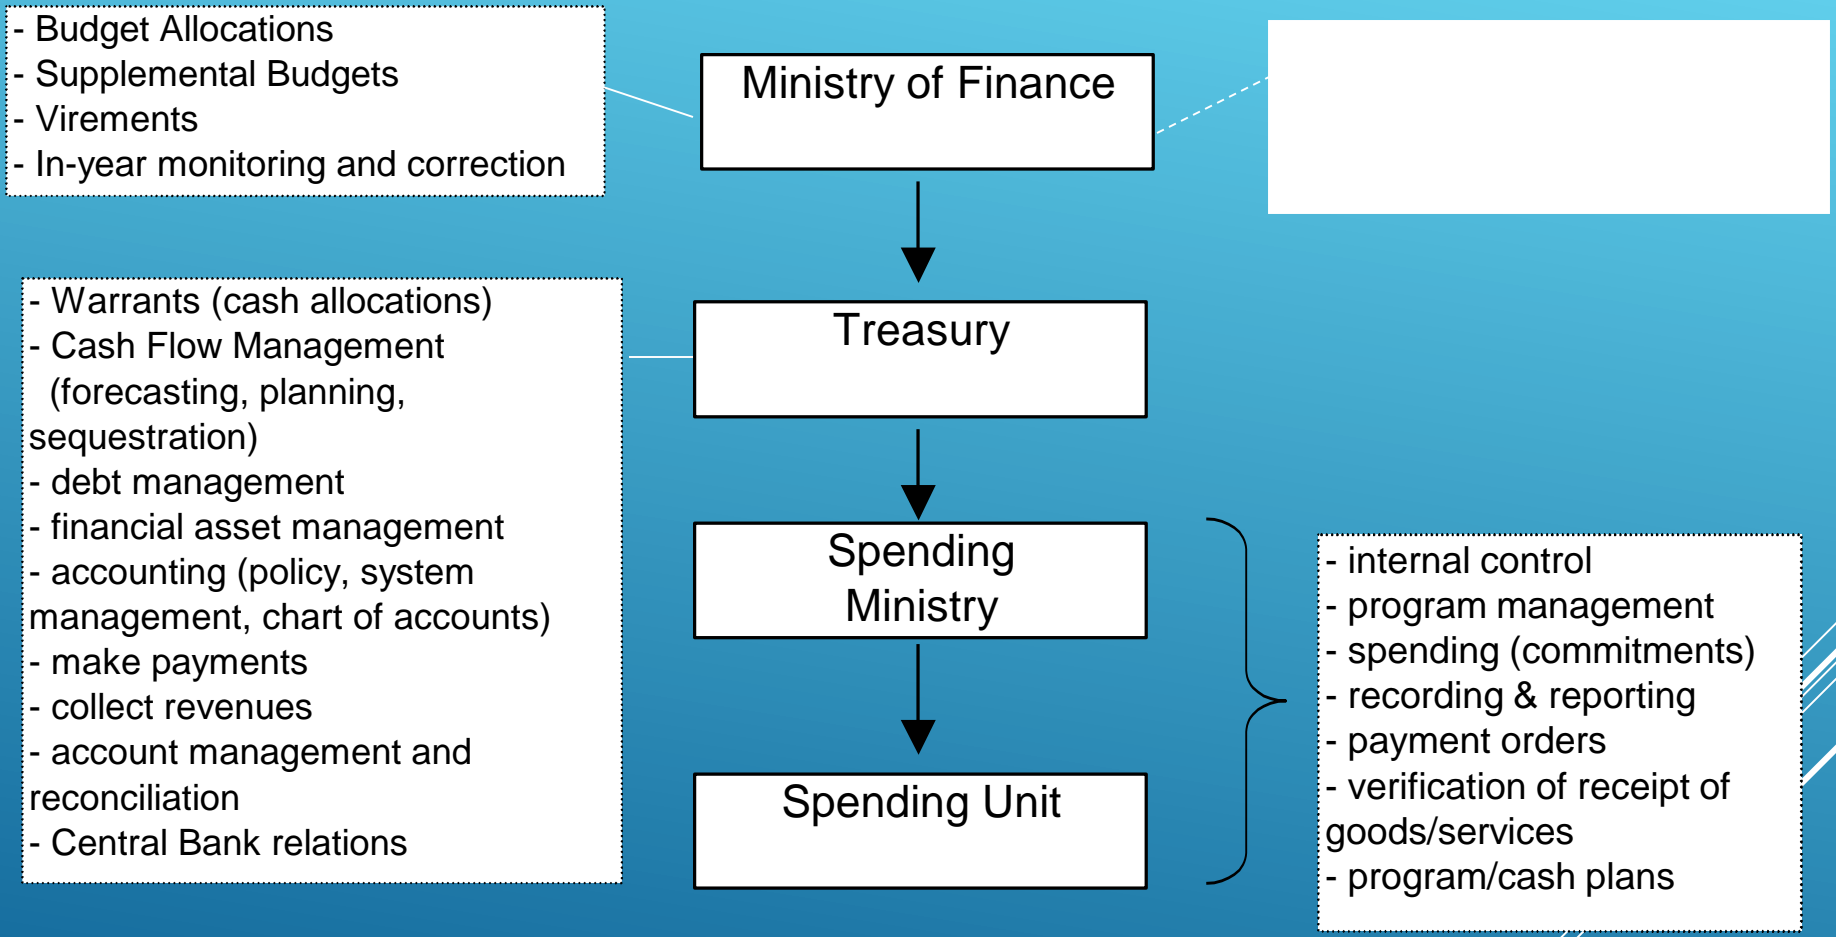 - Budget Allocations
- Supplemental Budgets
- Virements
- In-year monitoring and correction
Ministry of Finance
- Warrants (cash allocations)
- Cash Flow Management
(forecasting, planning,
sequestration)
- debt management
- financial asset management
- accounting (policy, system
management, chart of accounts)
- make payments
- collect revenues
- account management and
reconciliation
- Central Bank relations
Treasury
Spending
Ministry
Spending Unit
- internal control
- program management
- spending (commitments)
- recording & reporting
- payment orders
- verification of receipt of
goods/services
- program/cash plans